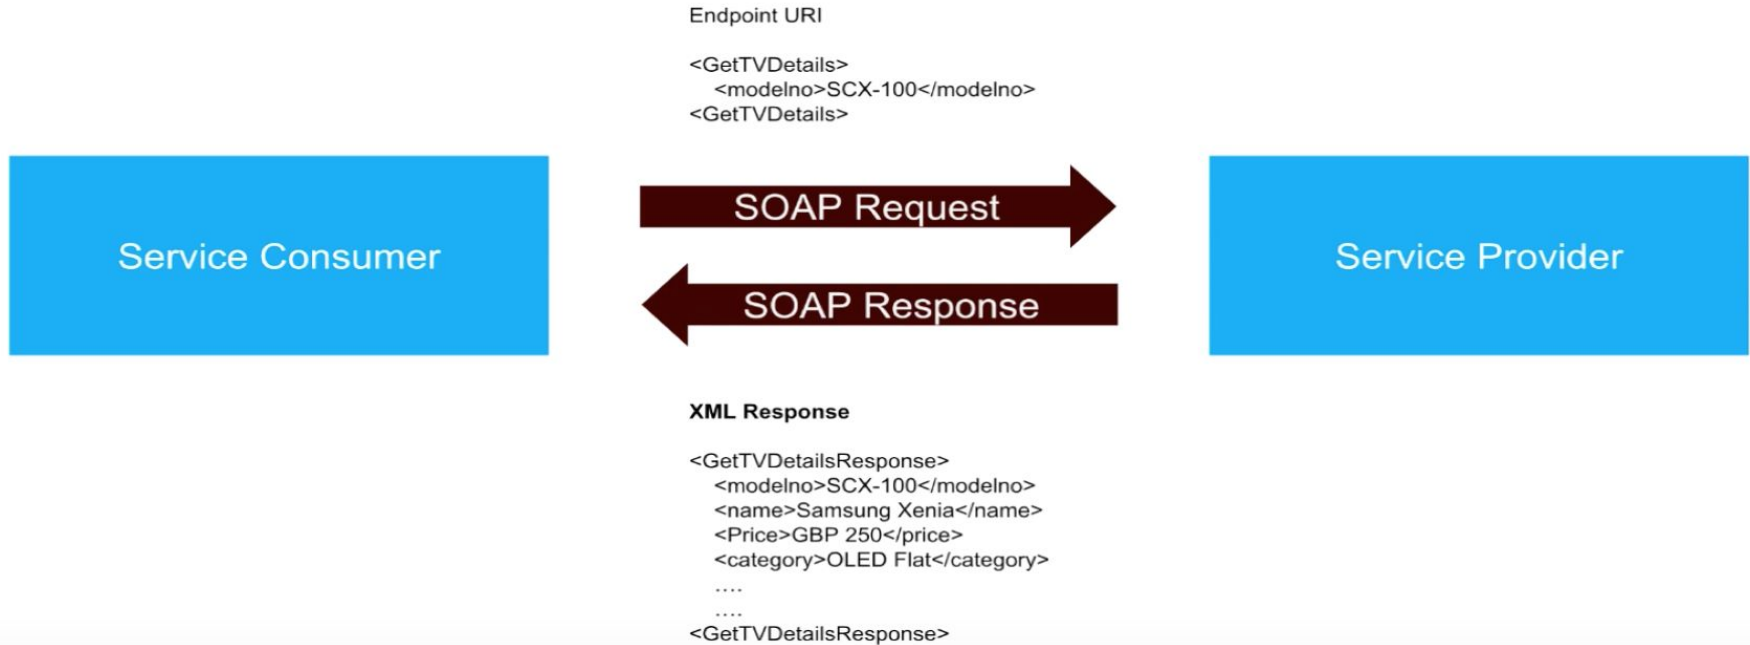 Endpoint URI
<GetTVDetails>
<modelno>SCX-100</modelno>
<GetTVDetails>
Service Consumer
SOAP Request
SOAP Response
Service Provider
XML Response
<GetTVDetailsResponse>
<modelno>SCX-100</modelno>
<name>Samsung Xenia</name>
<Price>GBP 250</price>
<category>OLED Flat</category>
....
....
<GetTVDetailsResponse>